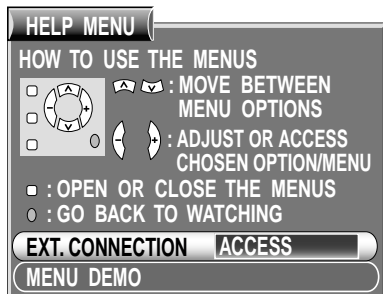 HELP MENU
HOW TO USE THE MENUS
: MOVE BETWEEN
MENU OPTIONS
- +
: ADJUST OR ACCESS
CHOSEN OPTION/MENU
: OPEN OR CLOSE THE MENUS
: GO BACK TO WATCHING
EXT. CONNECTION ACCESS
MENU DEMO